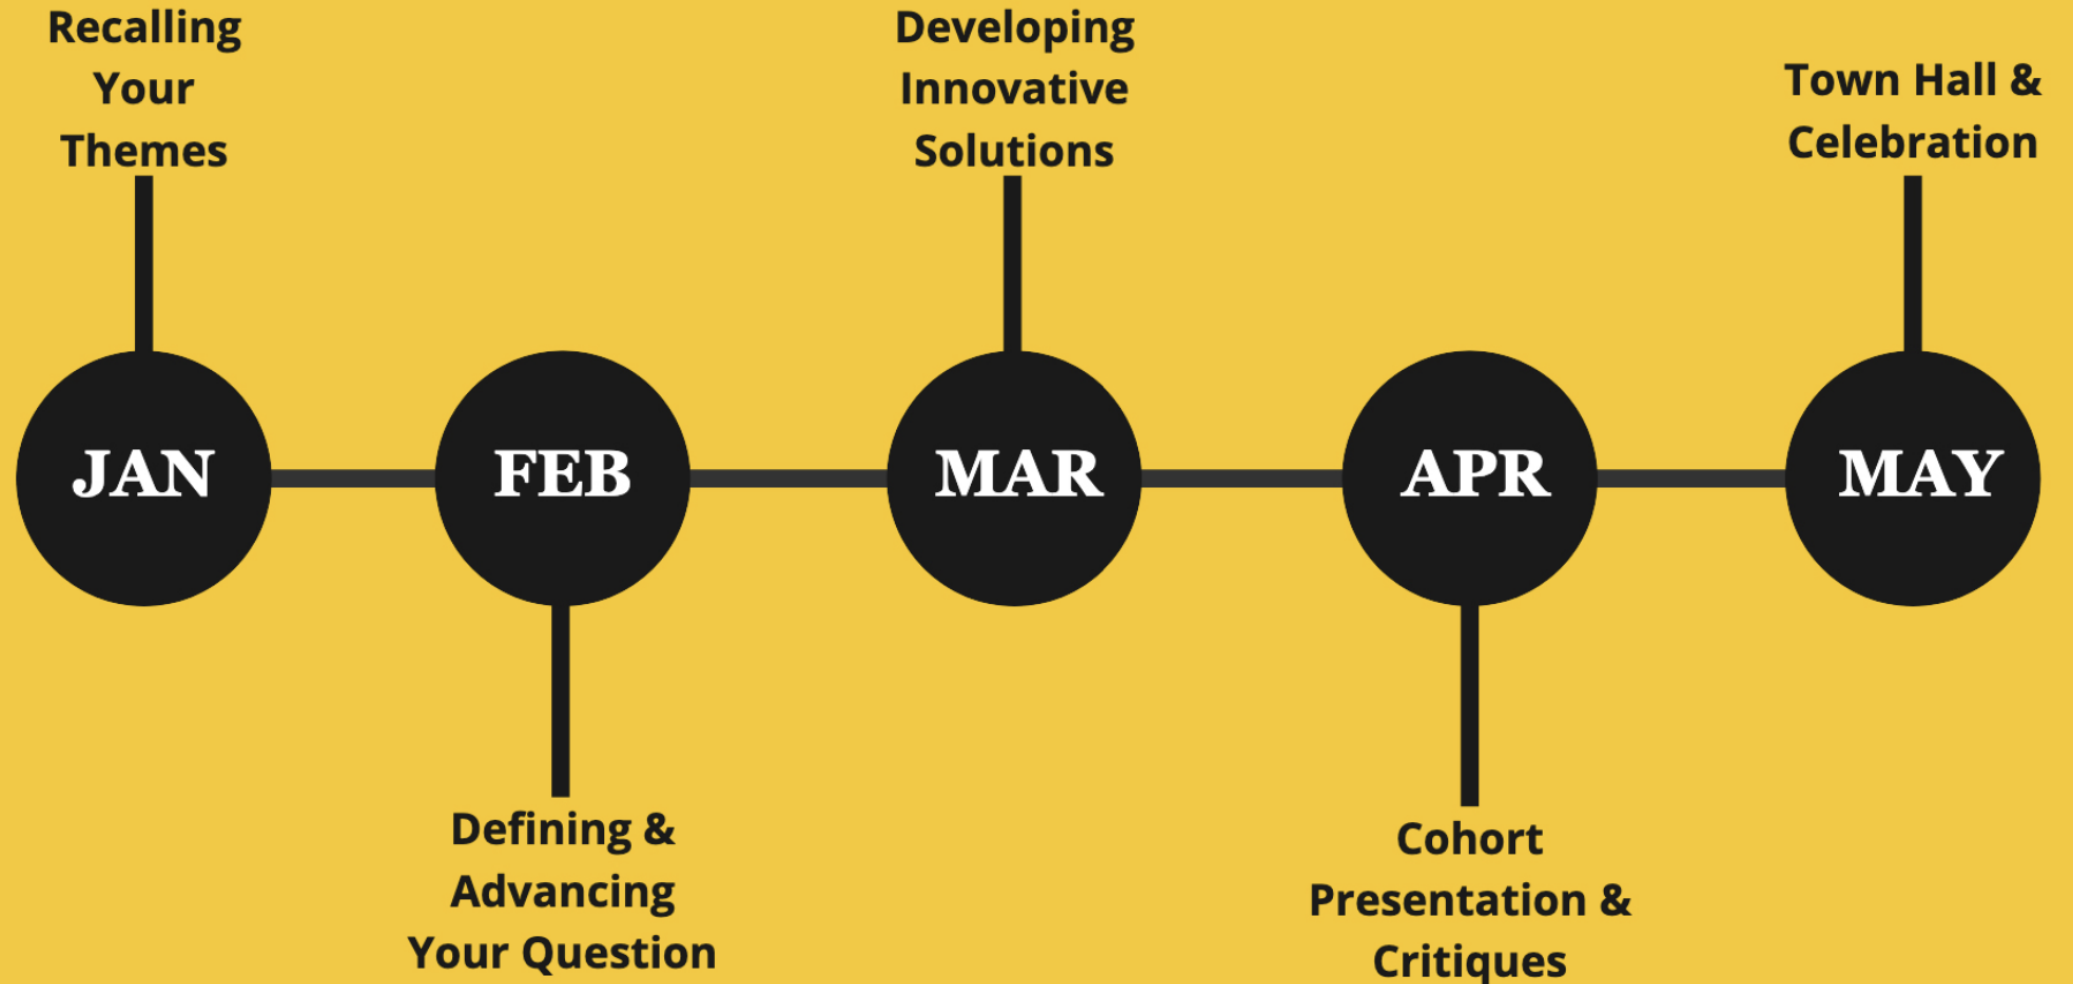 Recalling
Your
Themes
Developing
Innovative
Solutions
Town Hall &
Celebration
JAN
FEB
MAR
APR
MAY
Defining &
Advancing
Your Question
Cohort
Presentation &
Critiques